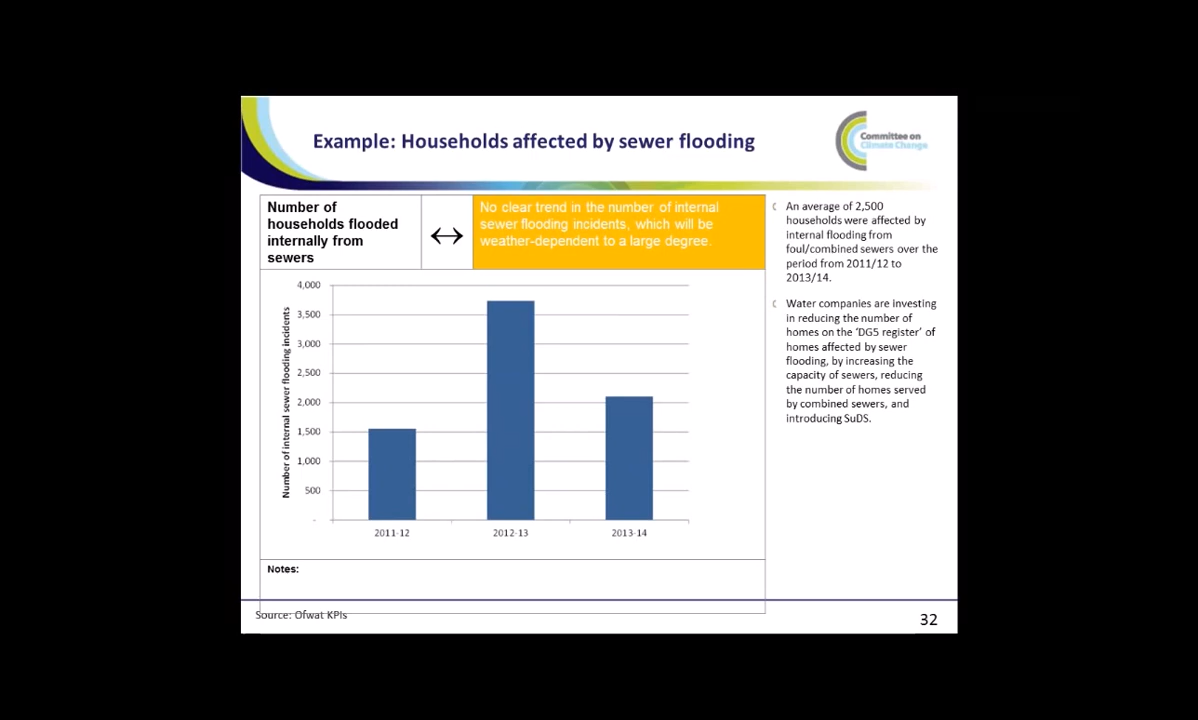 Example: Households affected by sewer flooding
Committee on
Climate Change
Number of
households flooded
internally from
sewers
No clear trend in the number of internal
sewer flooding incidents, which will be
weather-dependent to a large degree.
Number of internal sewer flooding incidents
4,000
3,500
3,000
2,500
2,000
1,500
1,000
500
-
2011-12
2012-13
2013-14
Notes:
An average of 2,500
households were affected by
internal flooding from
foul/combined sewers over the
period from 2011/12 to
2013/14.
Water companies are investing
in reducing the number of
homes on the ‘DG5 register’ of
homes affected by sewer
flooding, by increasing the
capacity of sewers, reducing
the number of homes served
by combined sewers, and
introducing SuDS.
Source: Ofwat KPIs
32